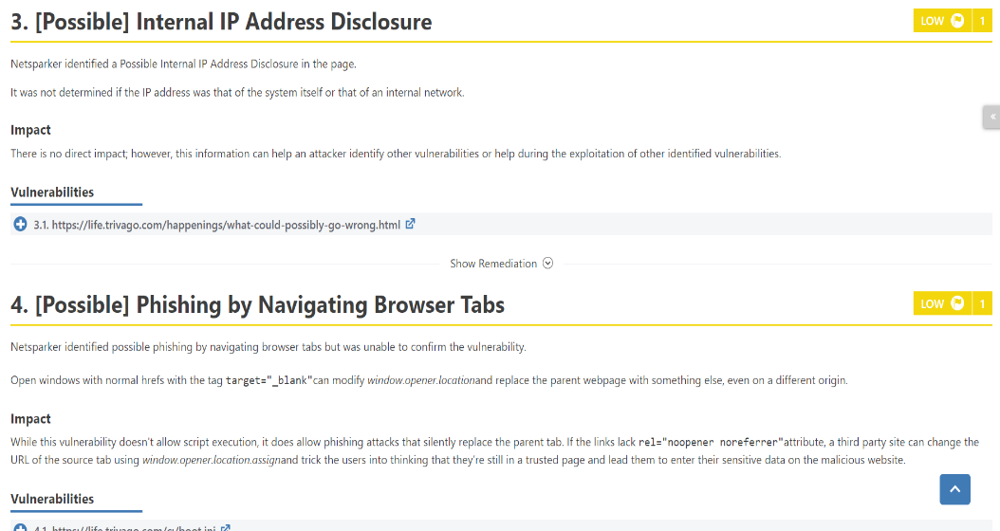 3. [Possible] Internal IP Address Disclosure
LOW 1
Netsparker identified a Possible Internal IP Address Disclosure in the page.
It was not determined if the IP address was that of the system itself or that of an internal network.
«
Impact
There is no direct impact; however, this information can help an attacker identify other vulnerabilities or help during the exploitation of other identified vulnerabilities.
Vulnerabilities
3.1. https://life.trivago.com/happenings/what-could-possibly-go-wrong.html
Show Remediation
4. [Possible] Phishing by Navigating Browser Tabs
LOW 1
Netsparker identified possible phishing by navigating browser tabs but was unable to confirm the vulnerability.
Open windows with normal hrefs with the tag target="_blank"can modify window.opener.locationand replace the parent webpage with something else, even on a different origin.
Impact
While this vulnerability doesn't allow script execution, it does allow phishing attacks that silently replace the parent tab. If the links lack rel="noopener noreferrer"attribute, a third party site can change the
URL of the source tab using window.opener.location.assignand trick the users into thinking that they're still in a trusted page and lead them to enter their sensitive data on the malicious website.
Vulnerabilities
4.1. https://life.trivago.com/cv/boot.ini